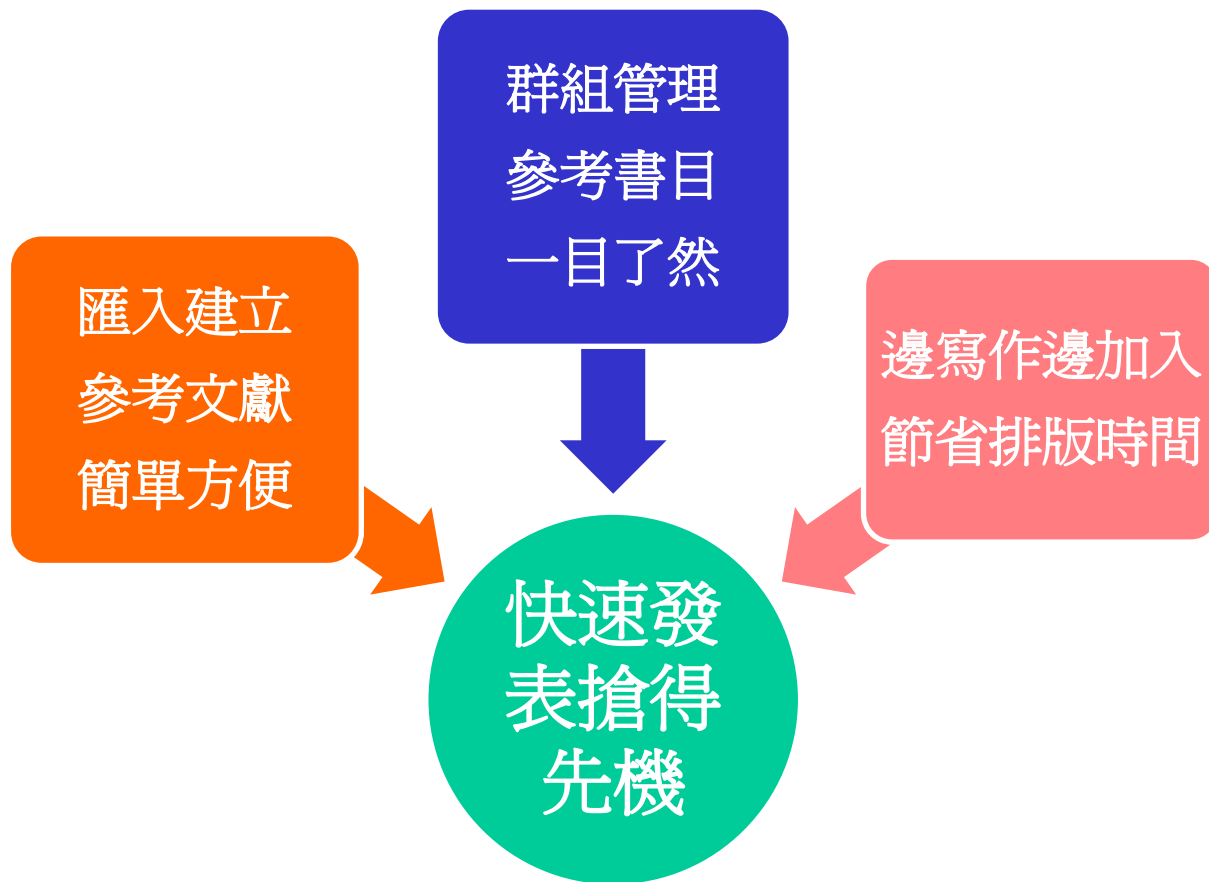 群組管理
參考書目
一目了然
匯入建立
參考文獻
簡單方便
邊寫作邊加入
節省排版時間
快速發
表搶得
先機